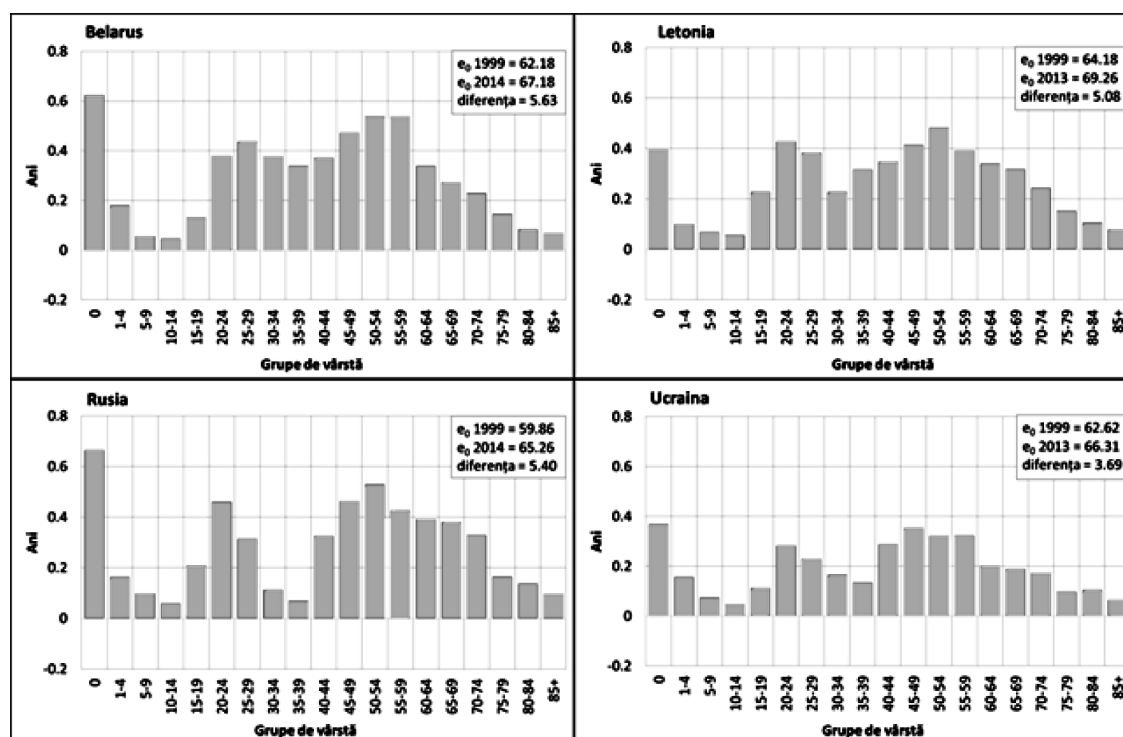 Belarus
0.8
0.6
0.4
0.2
0
-0.2
Ani
e₀ 1999 = 62.18
e₀ 2014 = 67.18
diferența = 5.63
0 1-4 5-9 10-14 15-19 20-24 25-29 30-34 35-39 40-44 45-49 50-54 55-59 60-64 65-69 70-74 75-79 80-84 85+
Grupe de vârstă
Letonia
0.8
0.6
0.4
0.2
0
-0.2
Ani
e₀ 1999 = 64.18
e₀ 2013 = 69.26
diferența = 5.08
0 1-4 5-9 10-14 15-19 20-24 25-29 30-34 35-39 40-44 45-49 50-54 55-59 60-64 65-69 70-74 75-79 80-84 85+
Grupe de vârstă
Rusia
0.8
0.6
0.4
0.2
0
-0.2
Ani
e₀ 1999 = 59.86
e₀ 2014 = 65.26
diferența = 5.40
0 1-4 5-9 10-14 15-19 20-24 25-29 30-34 35-39 40-44 45-49 50-54 55-59 60-64 65-69 70-74 75-79 80-84 85+
Grupe de vârstă
Ucraina
0.8
0.6
0.4
0.2
0
-0.2
Ani
e₀ 1999 = 62.62
e₀ 2013 = 66.31
diferența = 3.69
0 1-4 5-9 10-14 15-19 20-24 25-29 30-34 35-39 40-44 45-49 50-54 55-59 60-64 65-69 70-74 75-79 80-84 85+
Grupe de vârstă